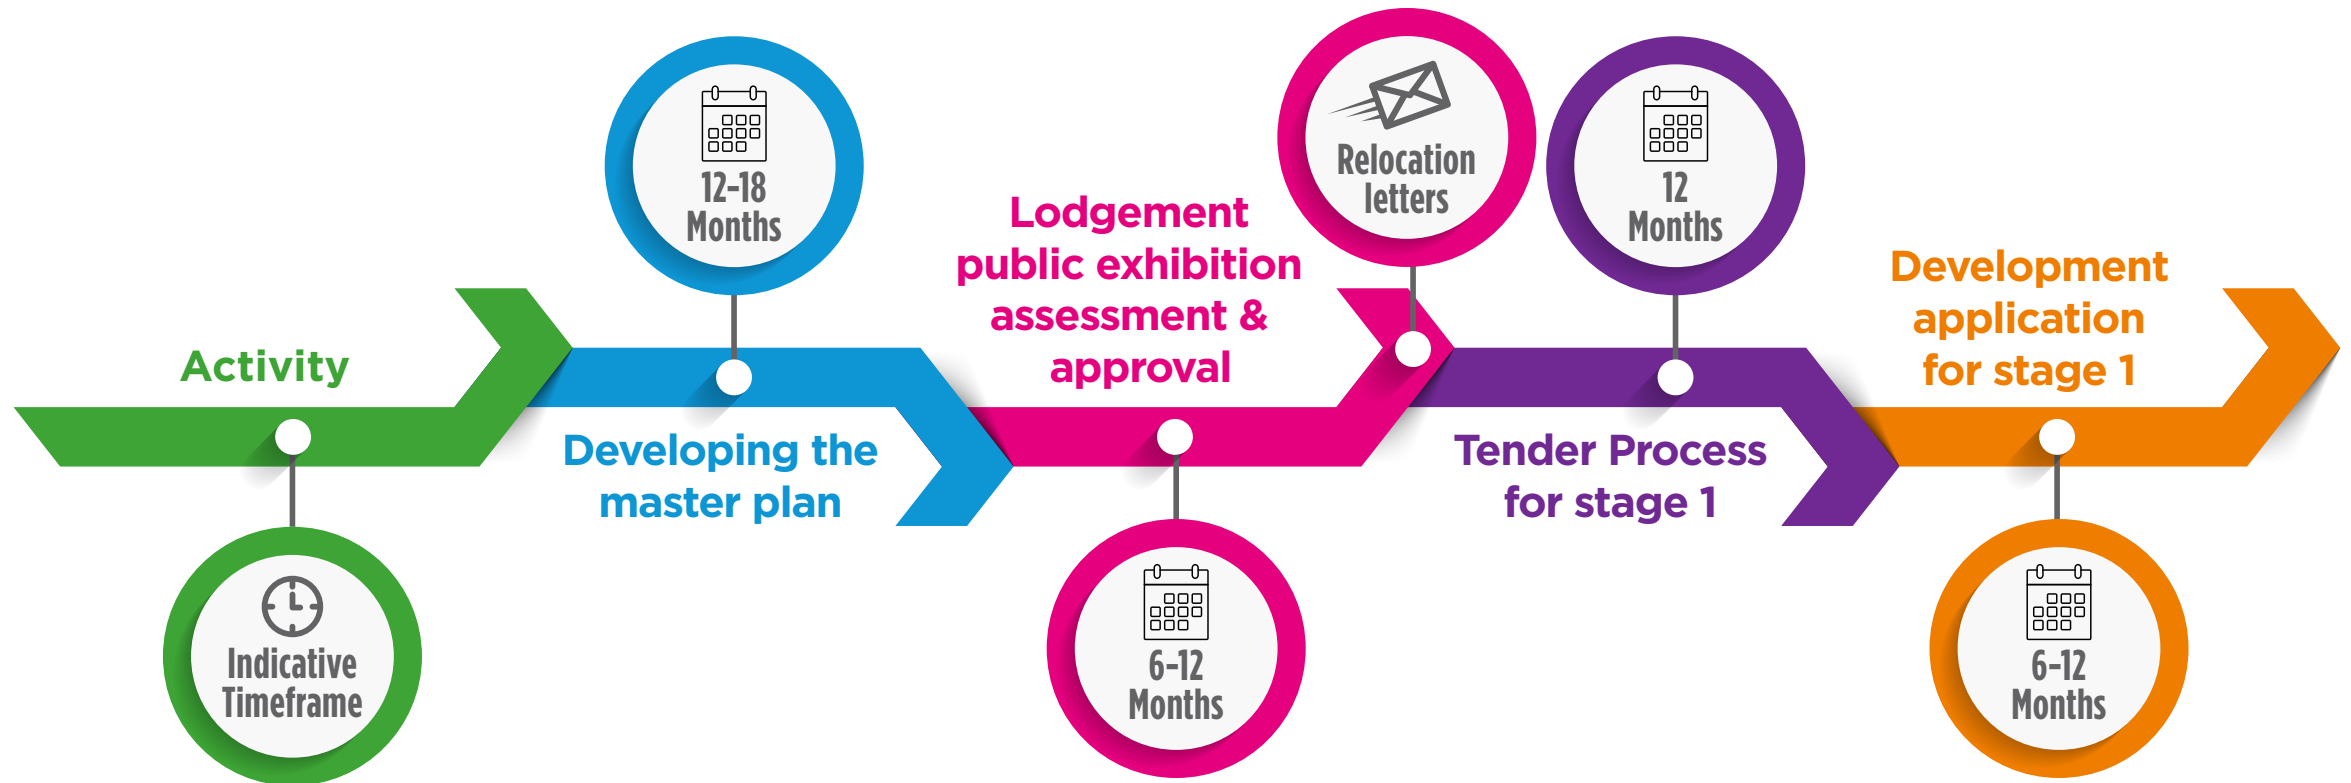 Activity
Indicative
Timeframe
12-18
Months
Developing the
master plan
Lodgement
public exhibition
assessment &
approval
6-12
Months
Relocation
letters
12
Months
Tender Process
for stage 1
Development
application
for stage 1
6-12
Months